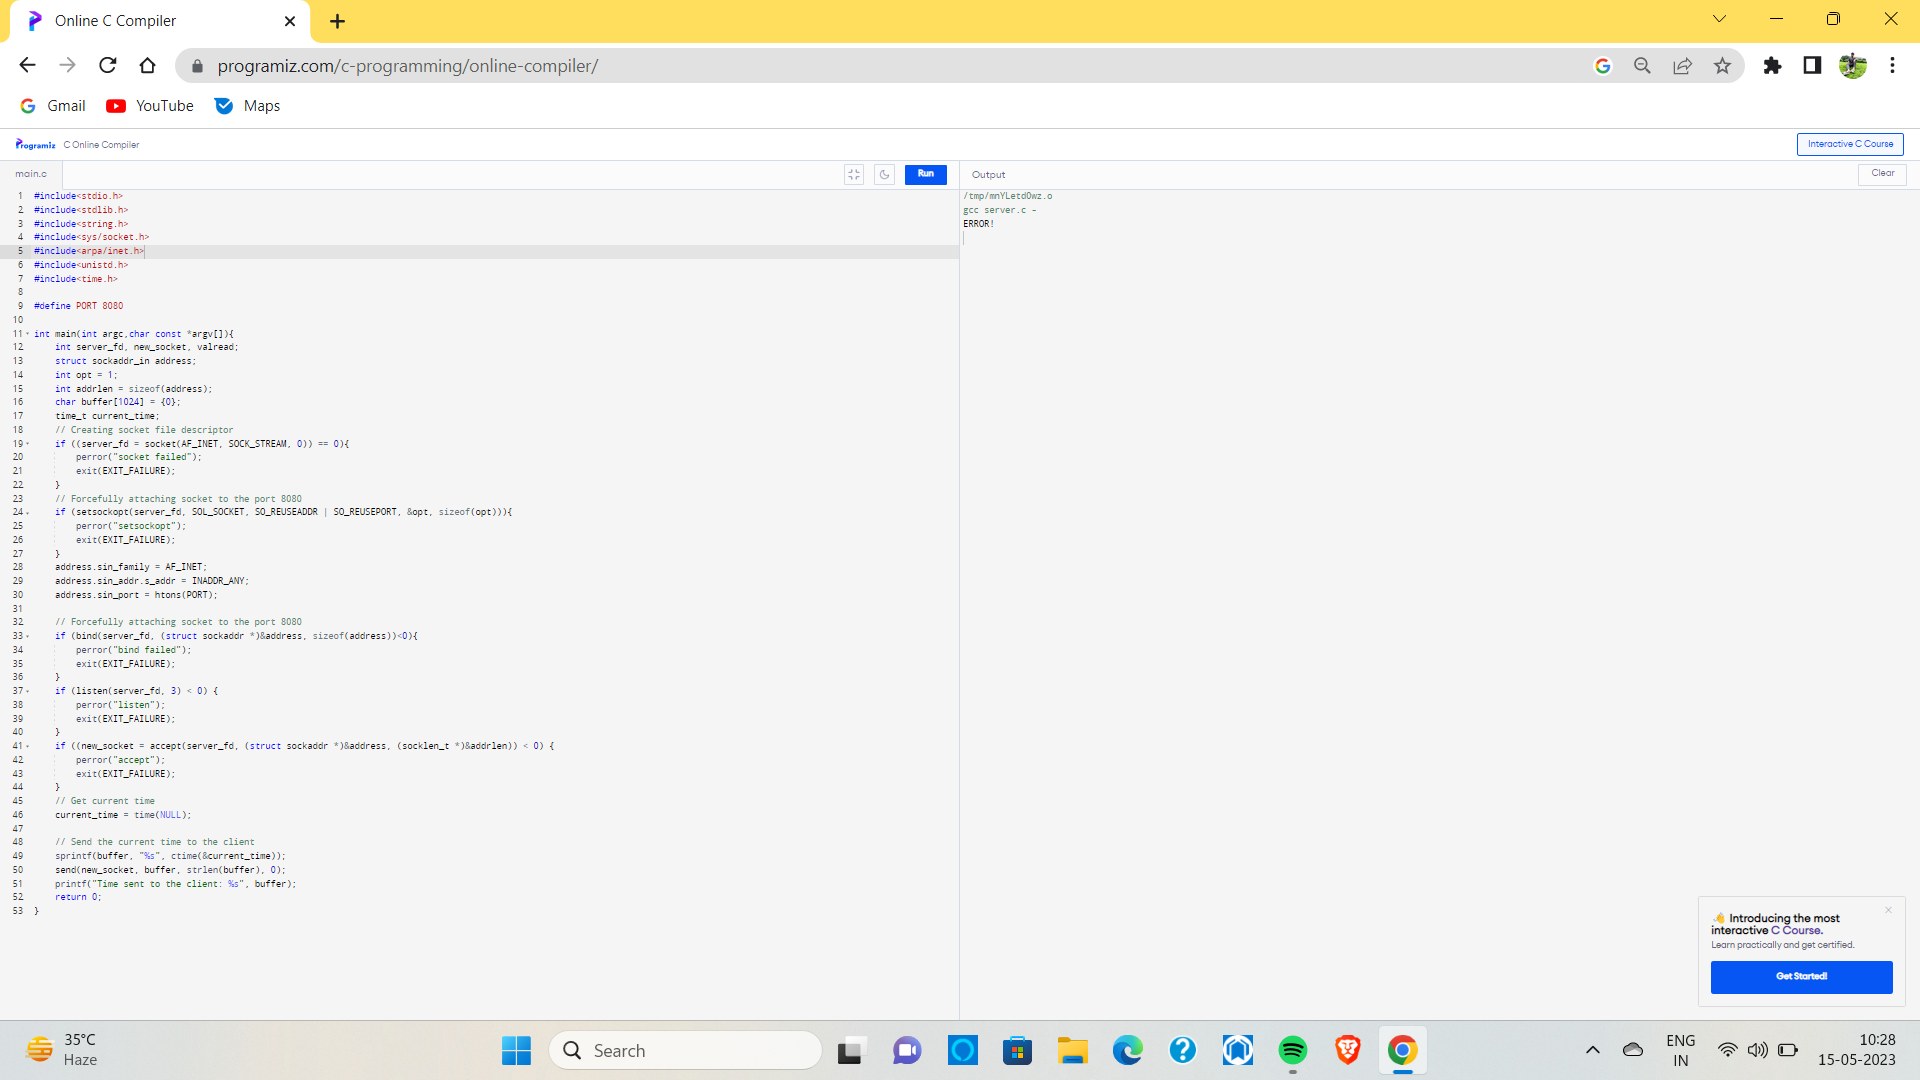 Online C Compiler
programiz.com/c-programming/online-compiler/
Gmail YouTube Maps
Programiz C Online Compiler
Interactive C Course
main.c
Run
Output
Clear
1 #include<stdio.h>
2 #include<stdlib.h>
3 #include<string.h>
4 #include<sys/socket.h>
5 #include<arpa/inet.h>
6 #include<unistd.h>
7 #include<time.h>
8
9 #define PORT 8080
10
11 int main(int argc,char const *argv[]){
12 int server_fd, new_socket, valread;
13 struct sockaddr_in address;
14 int opt = 1;
15 int addrlen = sizeof(address);
16 char buffer[1024] = {0};
17 time_t current_time;
18 // Creating socket file descriptor
19 if ((server_fd = socket(AF_INET, SOCK_STREAM, 0)) == 0){
20 perror("socket failed");
21 exit(EXIT_FAILURE);
22 }
23 // Forcefully attaching socket to the port 8080
24 if (setsockopt(server_fd, SOL_SOCKET, SO_REUSEADDR | SO_REUSEPORT, &opt, sizeof(opt))){
25 perror("setsockopt");
26 exit(EXIT_FAILURE);
27 }
28 address.sin_family = AF_INET;
29 address.sin_addr.s_addr = INADDR_ANY;
30 address.sin_port = htons(PORT);
31
32 // Forcefully attaching socket to the port 8080
33 if (bind(server_fd, (struct sockaddr *)&address, sizeof(address))<0){
34 perror("bind failed");
35 exit(EXIT_FAILURE);
36 }
37 if (listen(server_fd, 3) < 0) {
38 perror("listen");
39 exit(EXIT_FAILURE);
40 }
41 if ((new_socket = accept(server_fd, (struct sockaddr *)&address, (socklen_t *)&addrlen)) < 0) {
42 perror("accept");
43 exit(EXIT_FAILURE);
44 }
45 // Get current time
46 current_time = time(NULL);
47
48 // Send the current time to the client
49 sprintf(buffer, "%s", ctime(&current_time));
50 send(new_socket, buffer, strlen(buffer), 0);
51 printf("Time sent to the client: %s", buffer);
52 return 0;
53 }
/tmp/mnYLetdOwz.o
gcc server.c -
ERROR!
Introducing the most
interactive C Course.
Learn practically and get certified.
Get Started!
35°C
Haze
Search
ENG
IN
10:28
15-05-2023